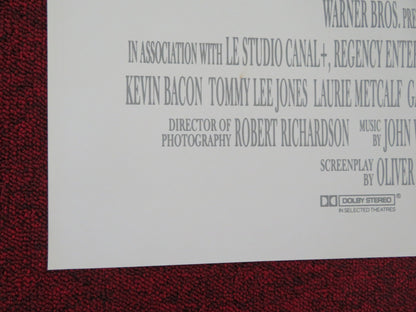 WARNER BROS. PRE
IN ASSOCIATION WITH LE STUDIO CANAL+, REGENCY ENTER
KEVIN BACON TOMMY LEE JONES LAURIE METCALF GA
DIRECTOR OF PHOTOGRAPHY ROBERT RICHARDSON MUSIC BY JOHN W
SCREENPLAY BY OLIVER
DOLBY STEREO ®
IN SELECTED THEATRES